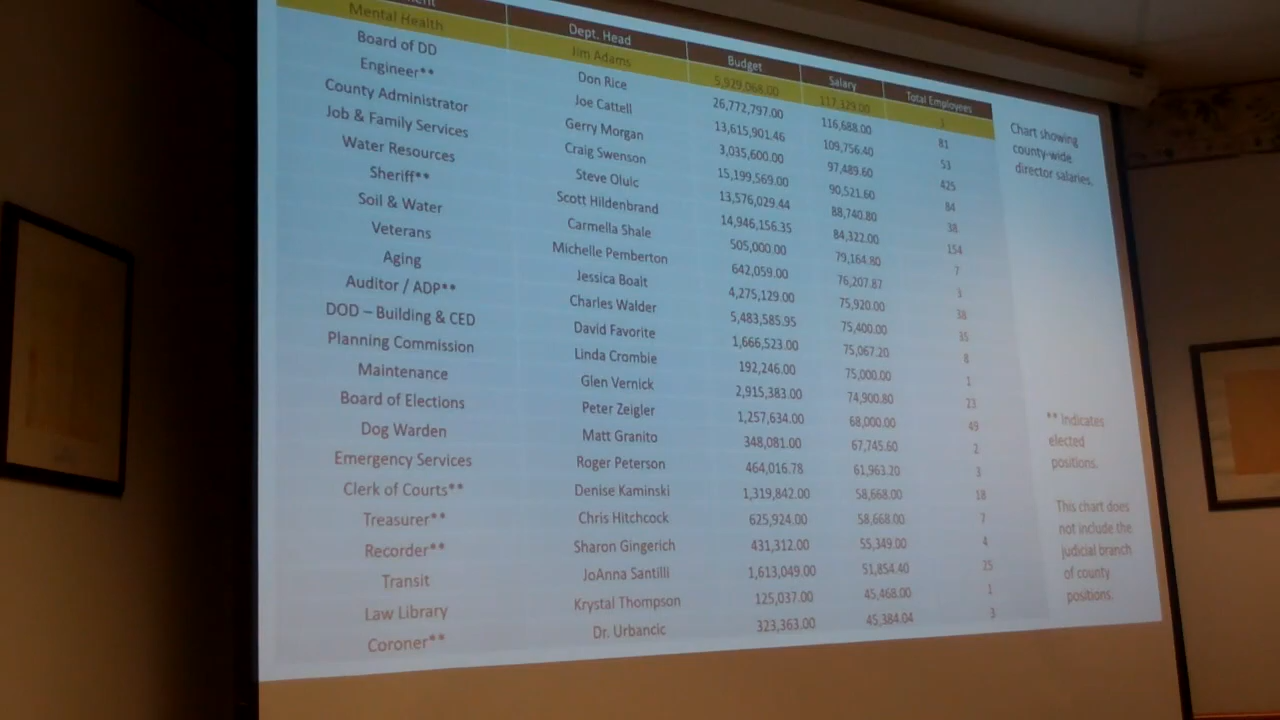 Dept. Head Budget Salary Total Employees
Mental Health Jim Adams 5,929,068.00 117,329.00 3
Board of DD Don Rice 26,772,797.00 116,688.00 81
Engineer** Joe Cattell 13,615,901.46 109,756.40 53
County Administrator Gerry Morgan 3,035,600.00 97,489.60 425
Job & Family Services Craig Swenson 15,199,569.00 90,521.60 84
Water Resources Steve Oluic 13,576,029.44 88,740.80 38
Sheriff** Scott Hildenbrand 14,946,156.35 84,322.00 154
Soil & Water Carmella Shale 505,000.00 79,164.80 7
Veterans Michelle Pemberton 642,059.00 76,207.87 3
Aging Jessica Boalt 4,275,129.00 75,920.00 38
Auditor / ADP** Charles Walder 5,483,585.95 75,400.00 35
DOD – Building & CED David Favorite 1,666,523.00 75,067.20 8
Planning Commission Linda Crombie 192,246.00 75,000.00 1
Maintenance Glen Vernick 2,915,383.00 74,900.80 23
Board of Elections Peter Zeigler 1,257,634.00 68,000.00 49
Dog Warden Matt Granito 348,081.00 67,745.60 2
Emergency Services Roger Peterson 464,016.78 61,963.20 3
Clerk of Courts** Denise Kaminski 1,319,842.00 58,668.00 18
Treasurer** Chris Hitchcock 625,924.00 58,668.00 7
Recorder** Sharon Gingerich 431,312.00 55,349.00 4
Transit JoAnna Santilli 1,613,049.00 51,854.40 25
Law Library Krystal Thompson 125,037.00 45,468.00 1
Coroner** Dr. Urbancic 323,363.00 45,384.04 3
Chart showing
county-wide
director salaries.
** Indicates
elected
positions.
This chart does
not include the
judicial branch
of county
positions.